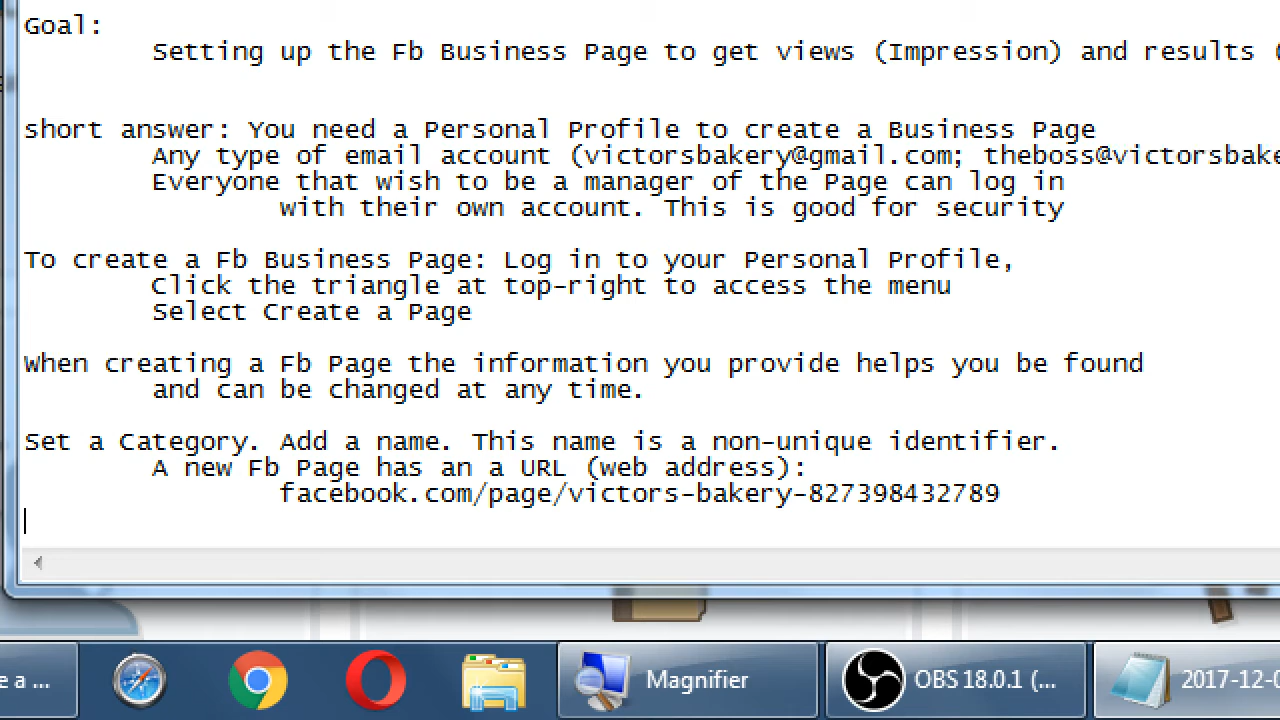 Goal:
Setting up the Fb Business Page to get views (Impression) and results (
short answer: You need a Personal Profile to create a Business Page
Any type of email account (victorsbakery@gmail.com; theboss@victorsbake
Everyone that wish to be a manager of the Page can log in
with their own account. This is good for security
To create a Fb Business Page: Log in to your Personal Profile,
Click the triangle at top-right to access the menu
Select Create a Page
When creating a Fb Page the information you provide helps you be found
and can be changed at any time.
Set a Category. Add a name. This name is a non-unique identifier.
A new Fb Page has an a URL (web address):
facebook.com/page/victors-bakery-827398432789
e a ... Magnifier OBS 18.0.1 (... 2017-12-0